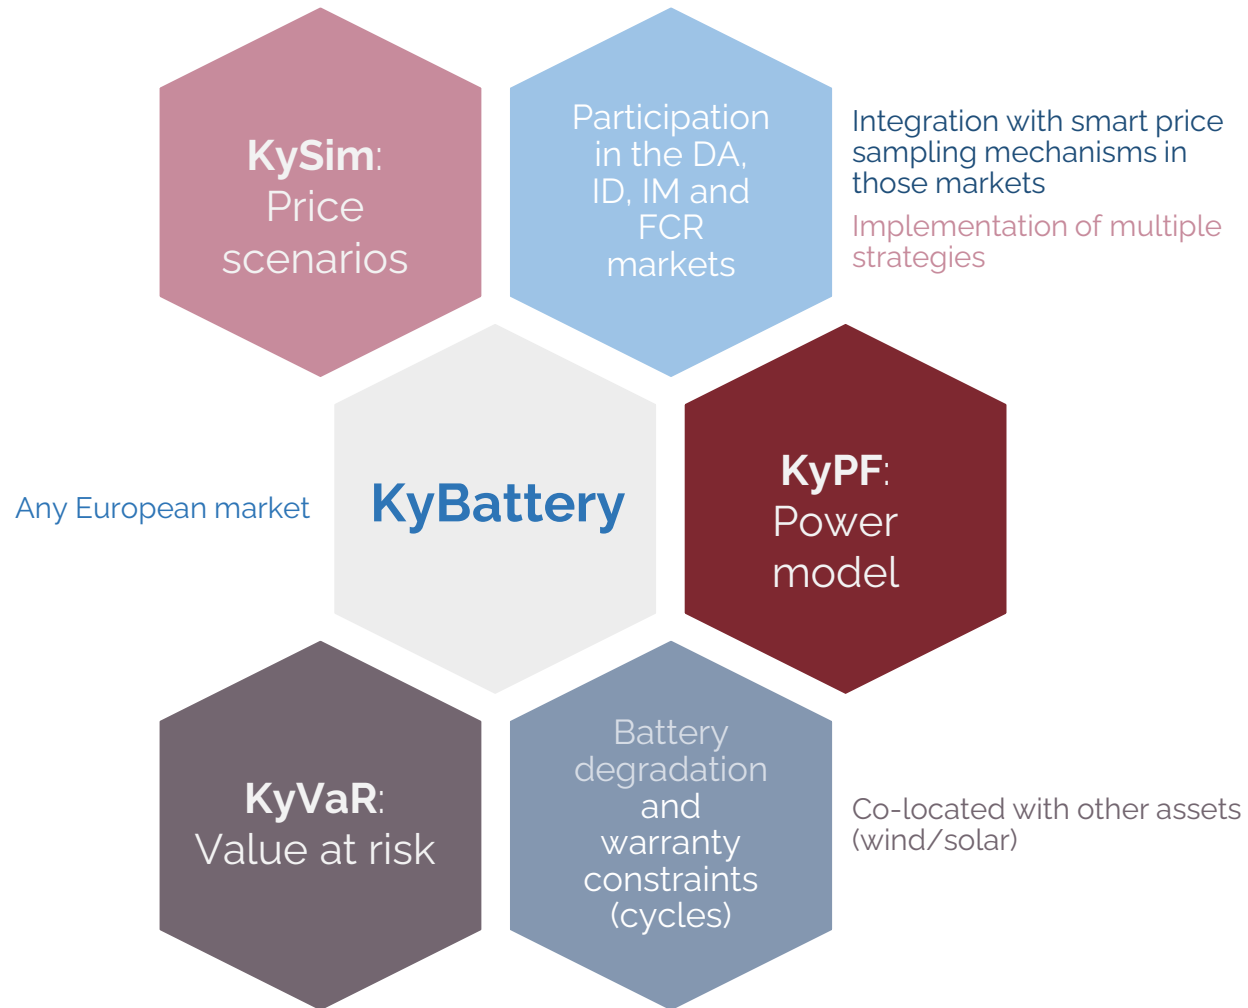 KySim:
Price
scenarios
Participation
in the DA,
ID, IM and
FCR
markets
Integration with smart price
sampling mechanisms in
those markets
Implementation of multiple
strategies
Any European market
KyBattery
KyPF:
Power
model
KyVaR:
Value at risk
Battery
degradation
and
warranty
constraints
(cycles)
Co-located with other assets
(wind/solar)